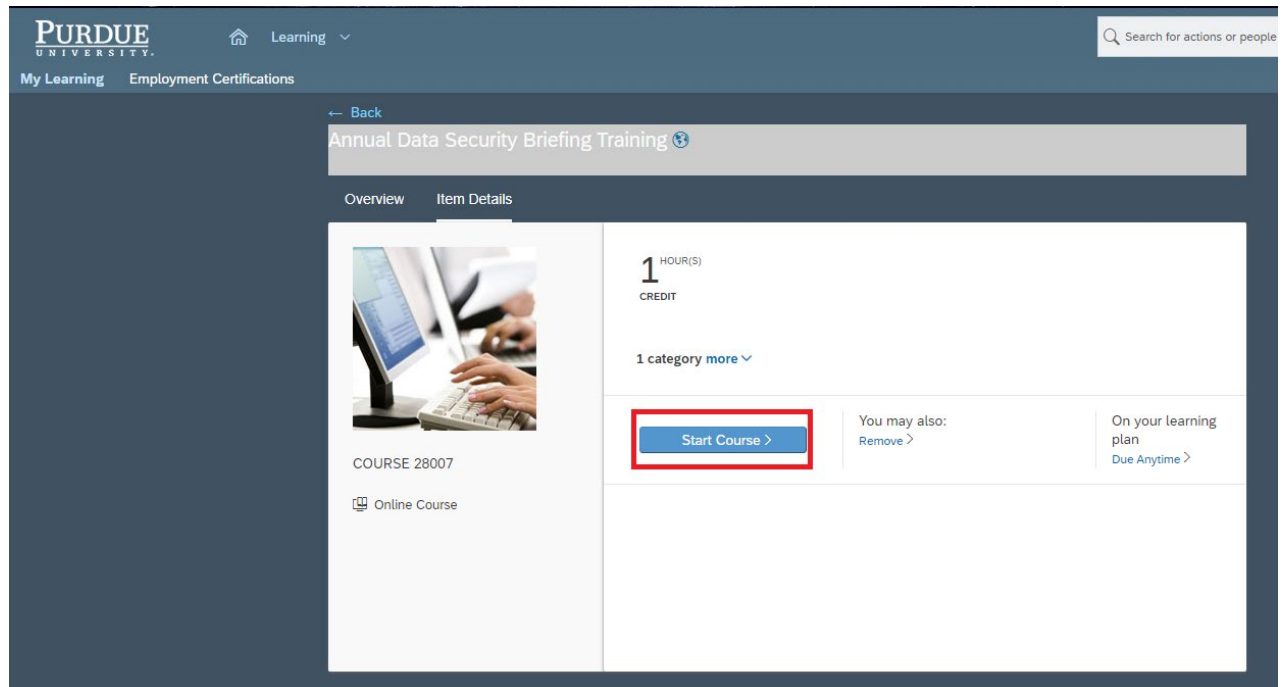 PURDUE
UNIVERSITY.
Learning
Search for actions or people
My Learning Employment Certifications
← Back
Annual Data Security Briefing Training
Overview Item Details
1 HOUR(S)
CREDIT
1 category more
Start Course >
You may also:
Remove >
On your learning
plan
Due Anytime >
COURSE 28007
Online Course